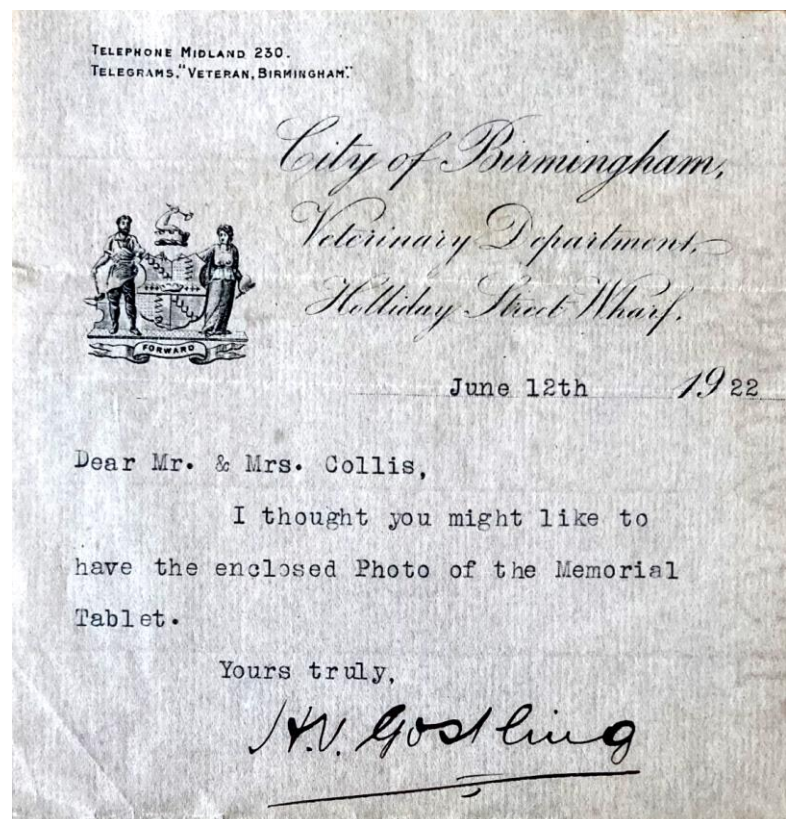 TELEPHONE MIDLAND 230.
TELEGRAMS, "VETERAN, BIRMINGHAM".
City of Birmingham,
Veterinary Department,
Holliday Street Wharf.
FORWARD
June 12th 1922
Dear Mr. & Mrs. Collis,
I thought you might like to
have the enclosed Photo of the Memorial
Tablet.
Yours truly,
H.V. Gostling